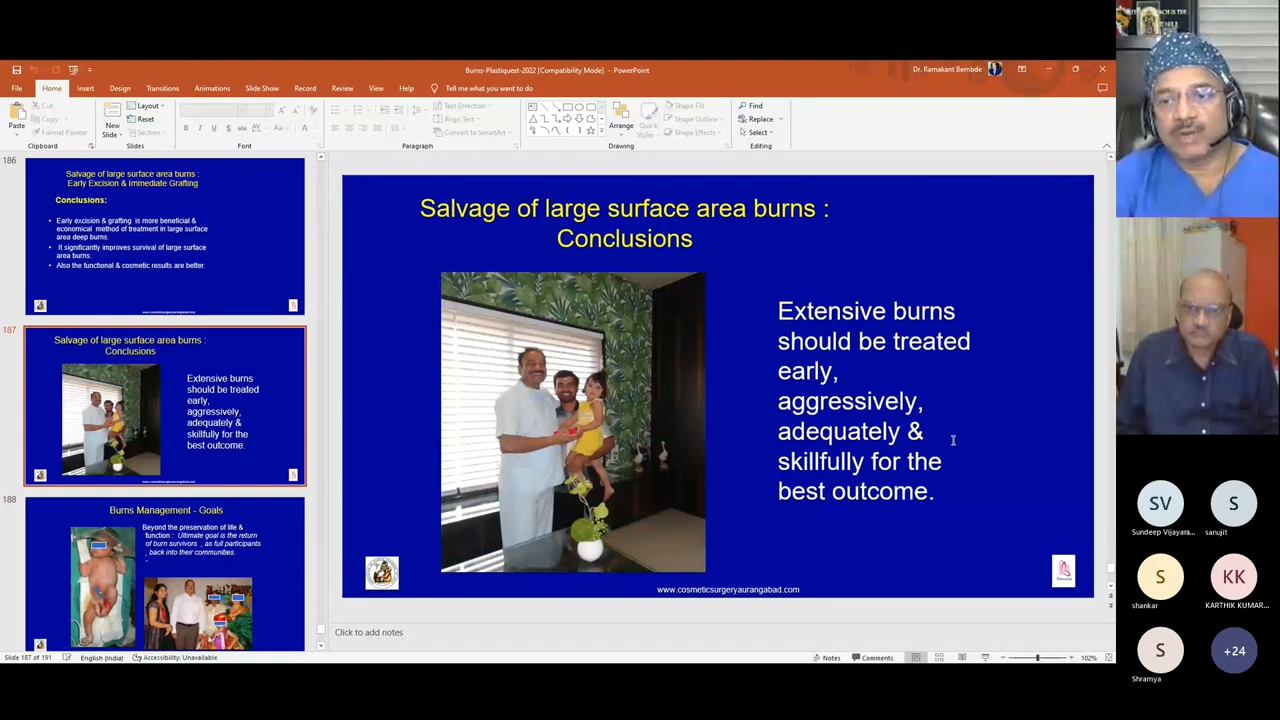 Burns-Plastiquest-2022 [Compatibility Mode] - PowerPoint
Dr. Ramakant Bembde
File Home Insert Design Transitions Animations Slide Show Record Review View Help Tell me what you want to do
Paste
Cut
Copy
Format Painter
Clipboard
New Slide
Layout
Reset
Section
Slides
Font
Paragraph
Text Direction
Align Text
Convert to SmartArt
Arrange
Quick Styles
Shape Fill
Shape Outline
Shape Effects
Drawing
Find
Replace
Select
Editing
186
Salvage of large surface area burns :
Early Excision & Immediate Grafting
Conclusions:
• Early excision & grafting is more beneficial &
economical method of treatment in large surface
area deep burns.
• It significantly improves survival of large surface
area burns.
• Also the functional & cosmetic results are better.
www.cosmeticsurgeryaurangabad.com
187
Salvage of large surface area burns :
Conclusions
Extensive burns
should be treated
early,
aggressively,
adequately &
skillfully for the
best outcome.
www.cosmeticsurgeryaurangabad.com
188
Burns Management - Goals
Beyond the preservation of life &
function : Ultimate goal is the return
of burn survivors , as full participants
, back into their communities.
Salvage of large surface area burns :
Conclusions
Extensive burns
should be treated
early,
aggressively,
adequately &
skillfully for the
best outcome.
www.cosmeticsurgeryaurangabad.com
Click to add notes
Slide 187 of 191 English (India) Accessibility: Unavailable Notes Comments 102%
SV
Sundeep Vijayara...
S
sanujit
S
shankar
KK
KARTHIK KUMAR...
S
Shramya
+24